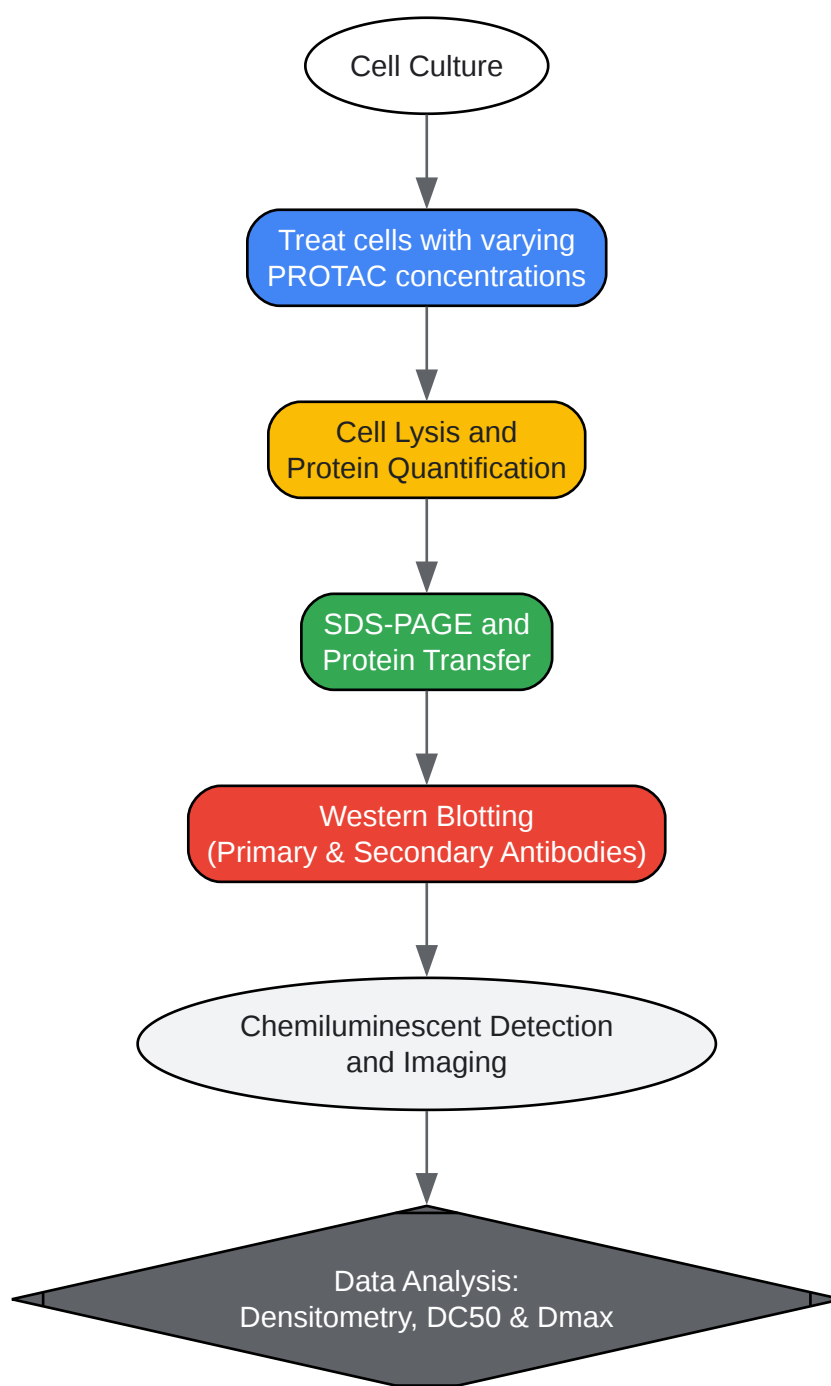 Cell Culture
Treat cells with varying
PROTAC concentrations
Cell Lysis and
Protein Quantification
SDS-PAGE and
Protein Transfer
Western Blotting
(Primary & Secondary Antibodies)
Chemiluminescent Detection
and Imaging
Data Analysis:
Densitometry, DC50 & Dmax